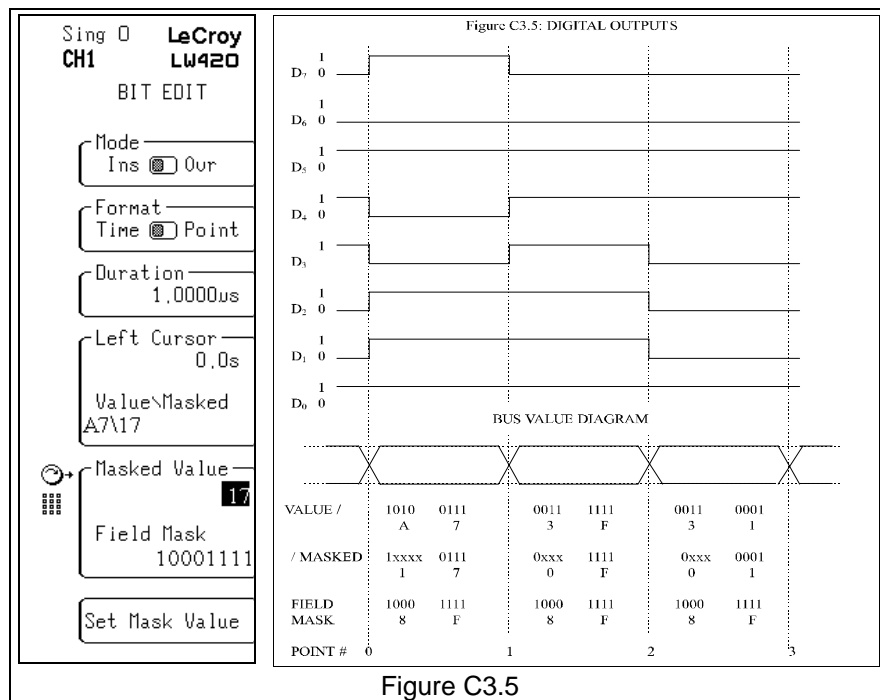 Sing 0 LeCroy
CH1 LW420
BIT EDIT
Mode
Ins Ovr
Format
Time Point
Duration
1.0000us
Left Cursor
0.0s
Value\Masked
A7\17
Masked Value
17
Field Mask
10001111
Set Mask Value
Figure C3.5: DIGITAL OUTPUTS
1
D₇ 0
1
D₆ 0
1
D₅ 0
1
D₄ 0
1
D₃
1
D₂ 0
1
D₁ 0
1
D₀ 0
BUS VALUE DIAGRAM
VALUE / 1010 0111 0011 1111 0011 0001
A 7 3 F 3 1
/ MASKED 1xxxx 0111 0xxx 1111 0xxx 0001
1 7 0 F 0 1
FIELD 1000 1111 1000 1111 1000 1111
MASK 8 F 8 F 8 F
POINT # 0 1 2 3
Figure C3.5